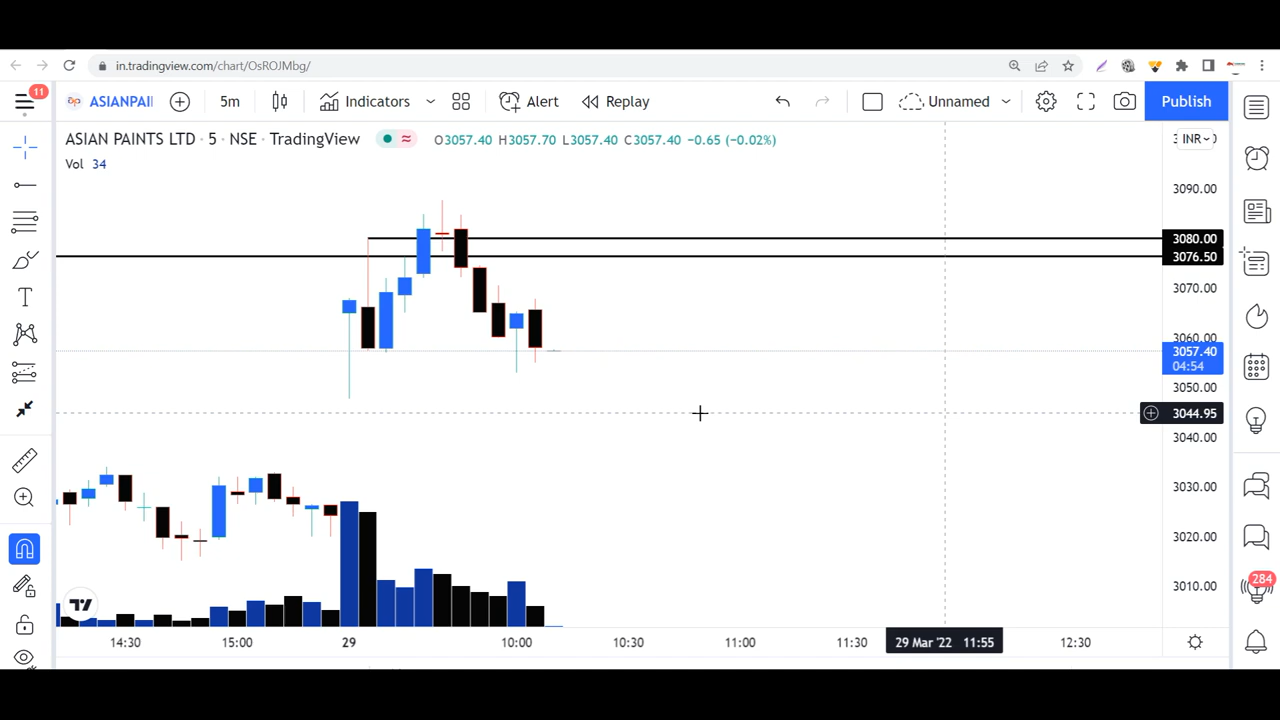 in.tradingview.com/chart/OsROJMbg/
11
ap ASIANPAI 5m Indicators Alert Replay Unnamed Publish
ASIAN PAINTS LTD · 5 · NSE · TradingView O3057.40 H3057.70 L3057.40 C3057.40 −0.65 (−0.02%)
INR
Vol 34
3090.00
3080.00
3076.50
3070.00
3060.00
3057.40
04:54
3050.00
3044.95
3040.00
3030.00
3020.00
3010.00
284
14:30 15:00 29 10:00 10:30 11:00 11:30 29 Mar '22 11:55 12:30